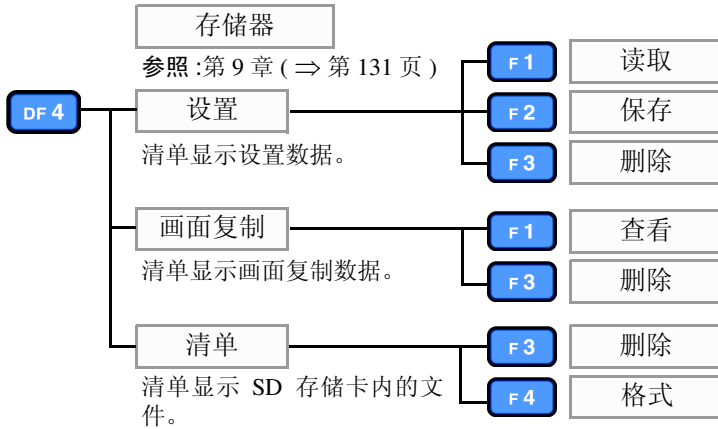 存储器
参照 :第 9 章 ( ⇒ 第 131 页 )
F 1 读取
DF 4 设置 F 2 保存
清单显示设置数据。 F 3 删除
画面复制 F 1 查看
清单显示画面复制数据。 F 3 删除
清单 F 3 删除
清单显示 SD 存储卡内的文
件。
F 4 格式